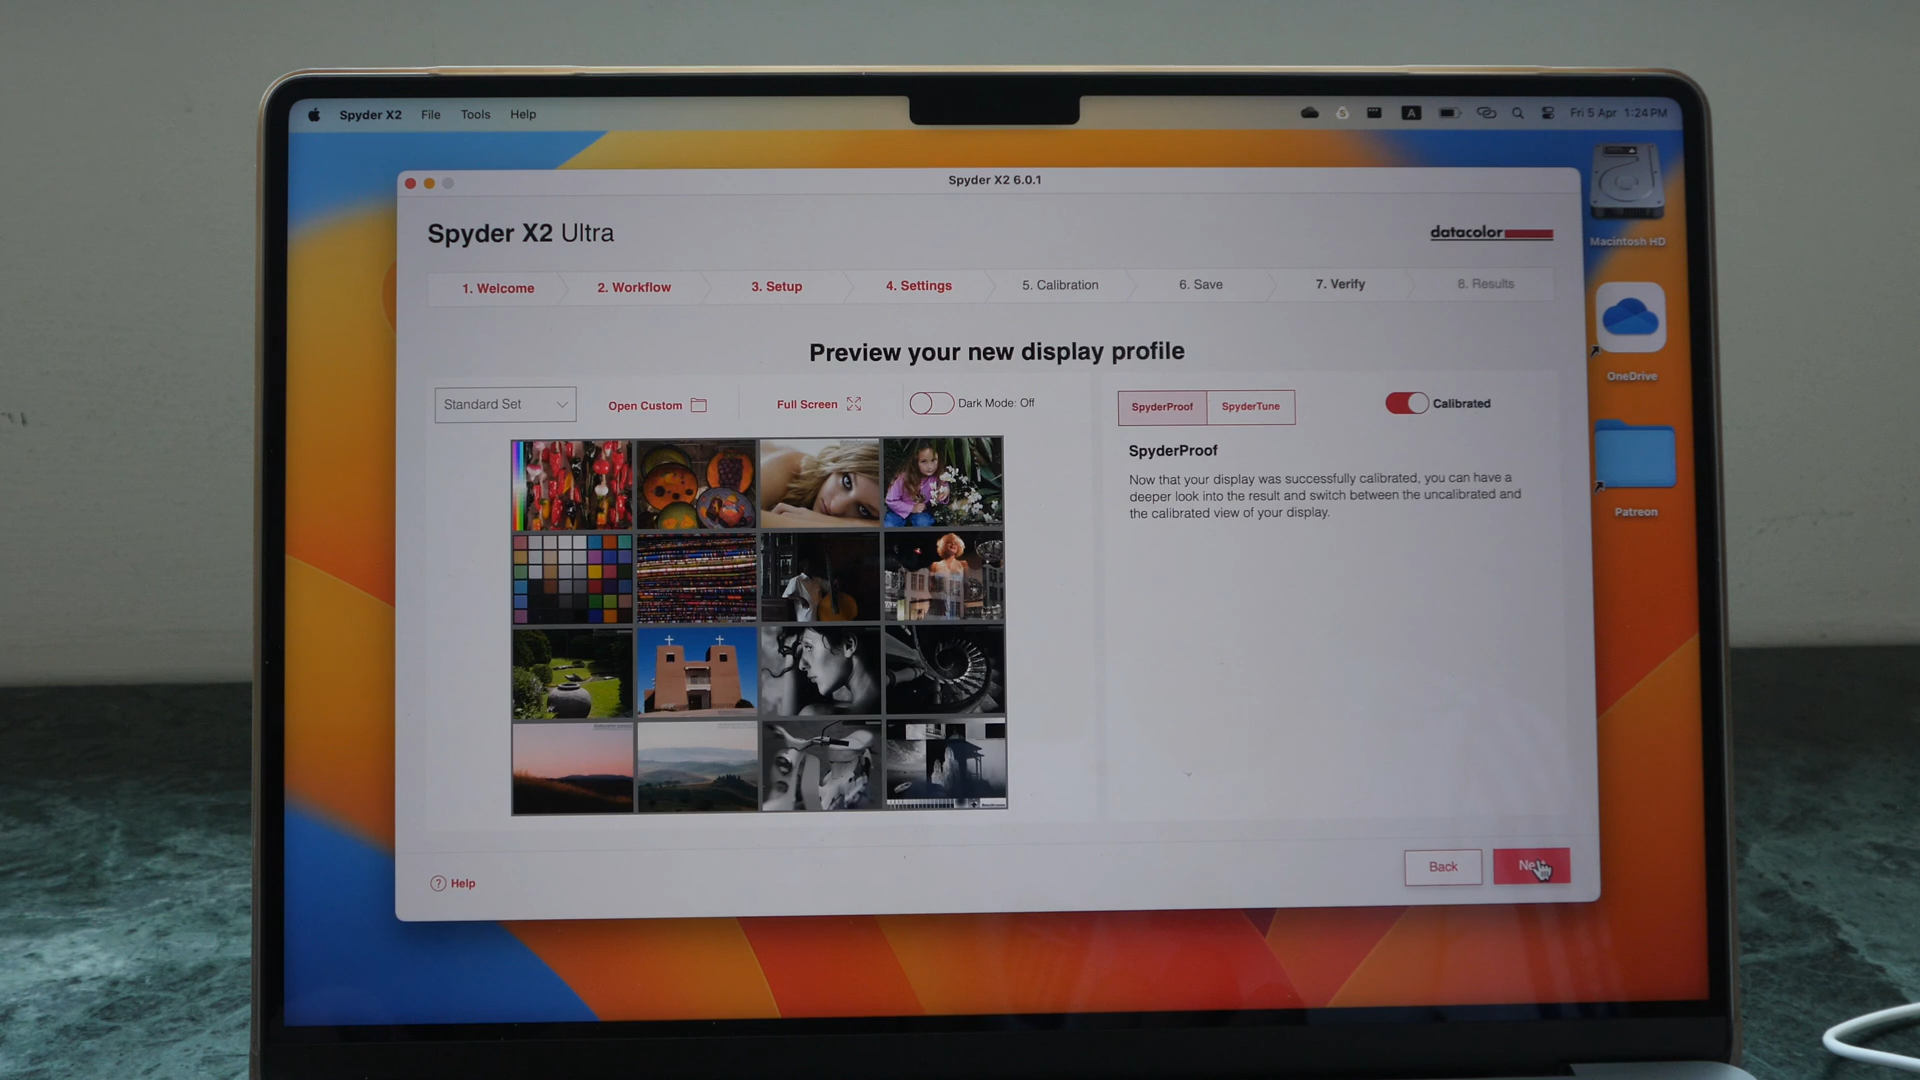 Spyder X2 File Tools Help
A
Fri 5 Apr 1:24 PM
Spyder X2 6.0.1
Spyder X2 Ultra
datacolor
1. Welcome
2. Workflow
3. Setup
4. Settings
5. Calibration
6. Save
7. Verify
8. Results
Preview your new display profile
Standard Set
Open Custom
Full Screen
Dark Mode: Off
SpyderProof
SpyderTune
Calibrated
SpyderProof
Now that your display was successfully calibrated, you can have a
deeper look into the result and switch between the uncalibrated and
the calibrated view of your display.
? Help
Back
Macintosh HD
OneDrive
Patreon